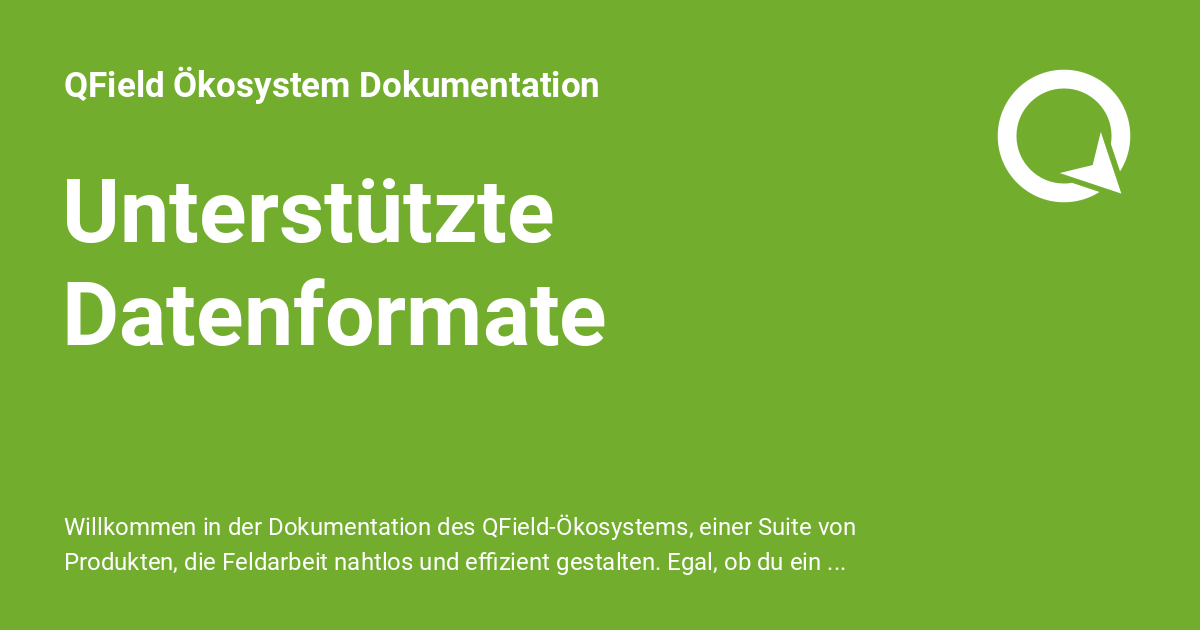 QField Ökosystem Dokumentation
Unterstützte
Datenformate
Willkommen in der Dokumentation des QField-Ökosystems, einer Suite von
Produkten, die Feldarbeit nahtlos und effizient gestalten. Egal, ob du ein ...